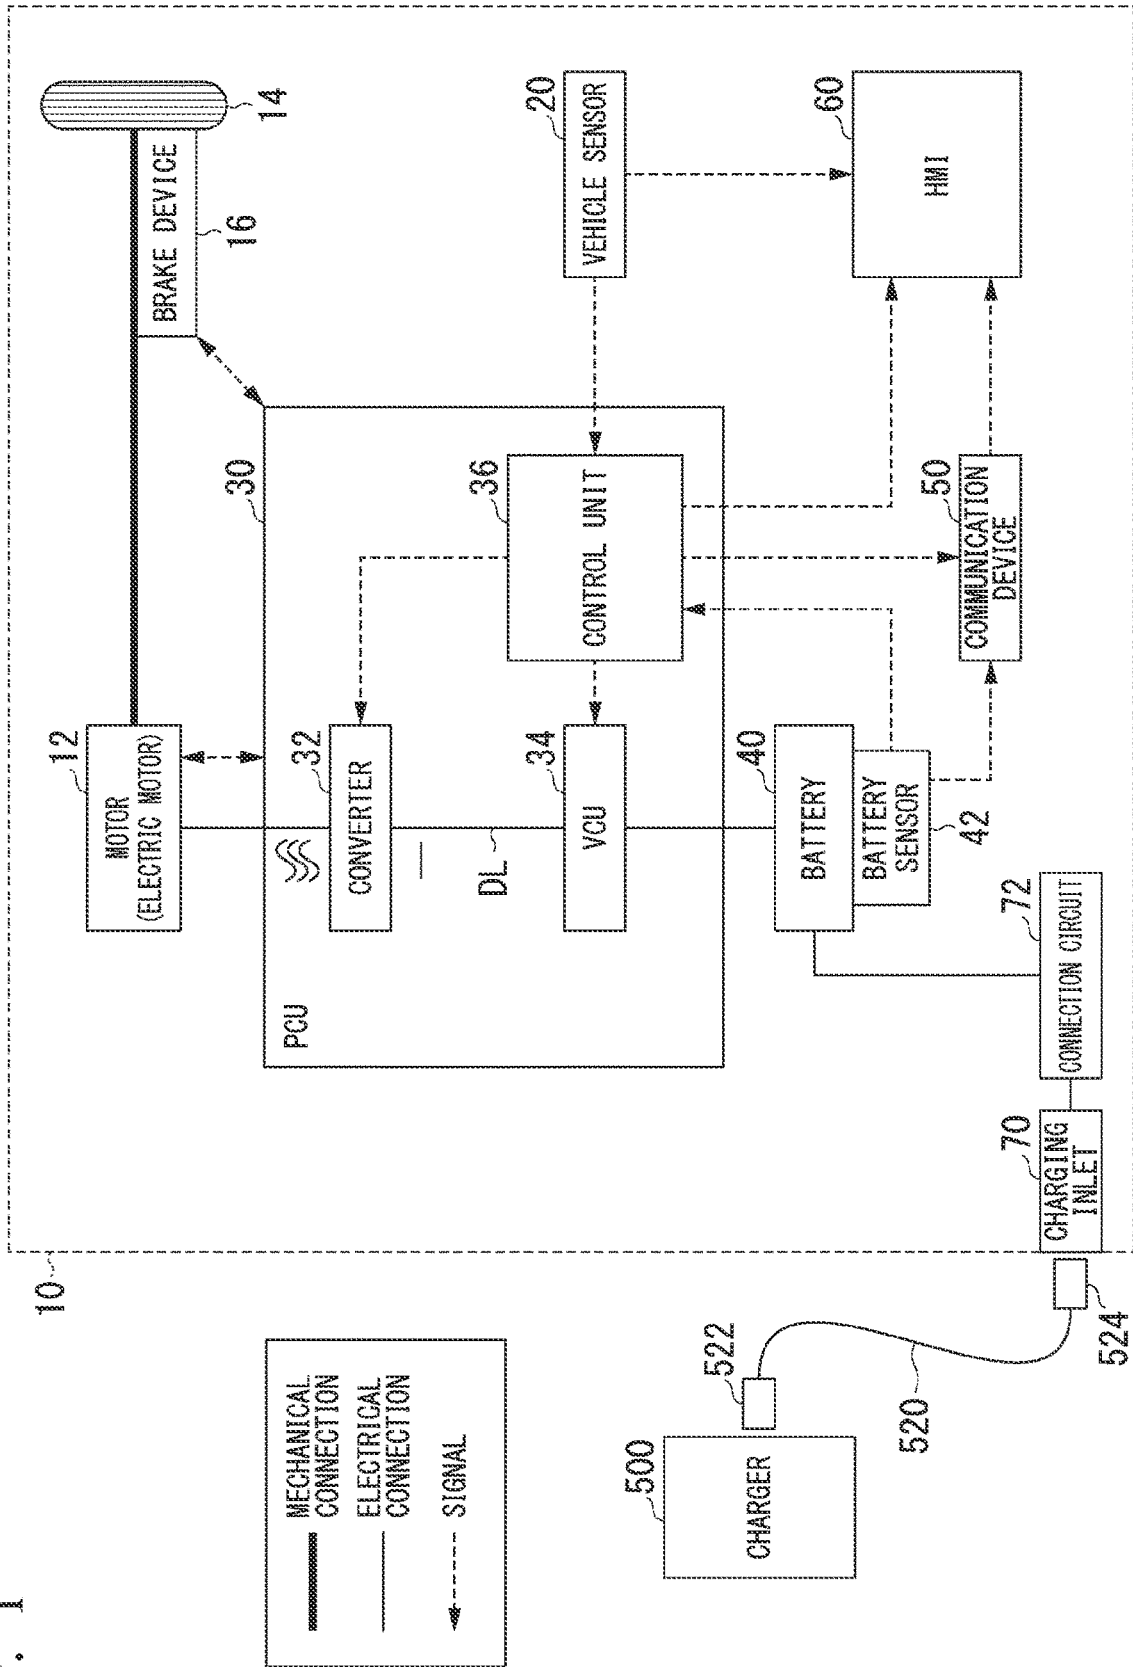 . 1
10
12
MOTOR
(ELECTRIC MOTOR)
14
BRAKE DEVICE
16
30
PCU
32
CONVERTER
DL
34
VCU
36
CONTROL UNIT
20
VEHICLE SENSOR
40
BATTERY
BATTERY
SENSOR
42
50
COMMUNICATION
DEVICE
60
HMI
72
CONNECTION CIRCUIT
70
CHARGING
INLET
MECHANICAL
CONNECTION
ELECTRICAL
CONNECTION
SIGNAL
500
CHARGER
522
520
524